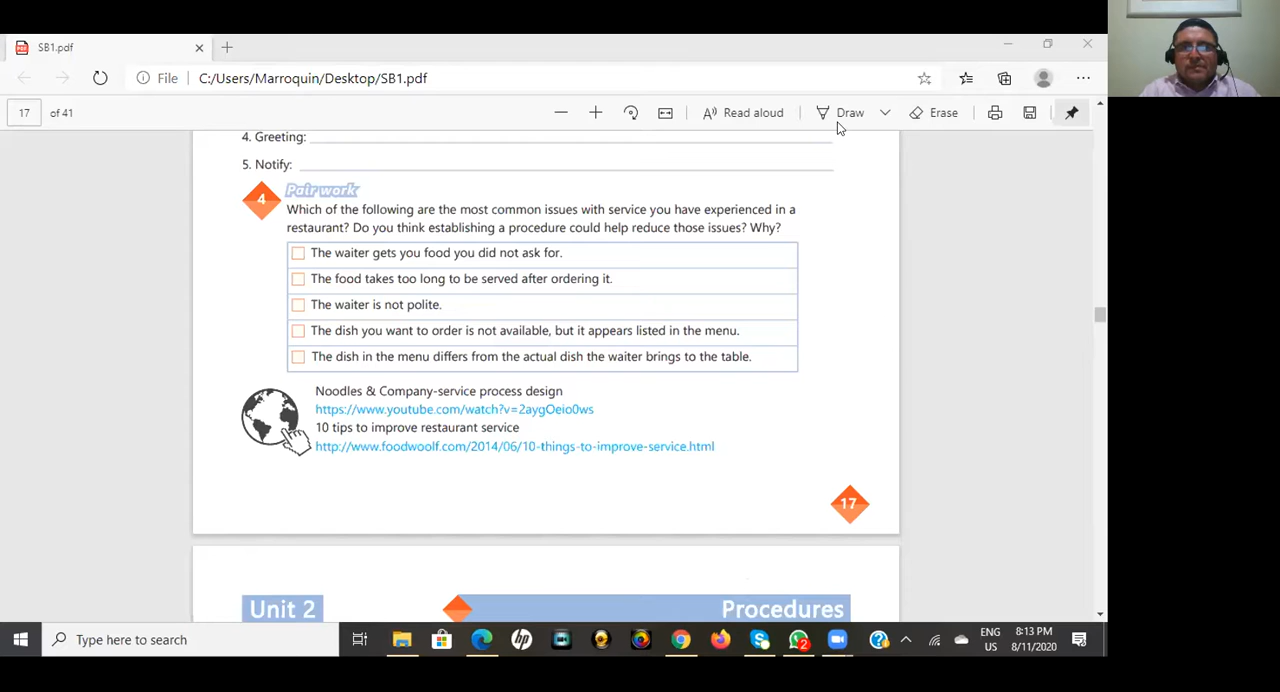 SB1.pdf
File
C:/Users/Marroquin/Desktop/SB1.pdf
17
of 41
Read aloud
Draw
Erase
4. Greeting:
5. Notify:
4
Pair work
Which of the following are the most common issues with service you have experienced in a
restaurant? Do you think establishing a procedure could help reduce those issues? Why?
The waiter gets you food you did not ask for.
The food takes too long to be served after ordering it.
The waiter is not polite.
The dish you want to order is not available, but it appears listed in the menu.
The dish in the menu differs from the actual dish the waiter brings to the table.
Noodles & Company-service process design
https://www.youtube.com/watch?v=2aygOeio0ws
10 tips to improve restaurant service
http://www.foodwoolf.com/2014/06/10-things-to-improve-service.html
17
Unit 2
Procedures
Type here to search
hp
2
ENG
US
8:13 PM
8/11/2020